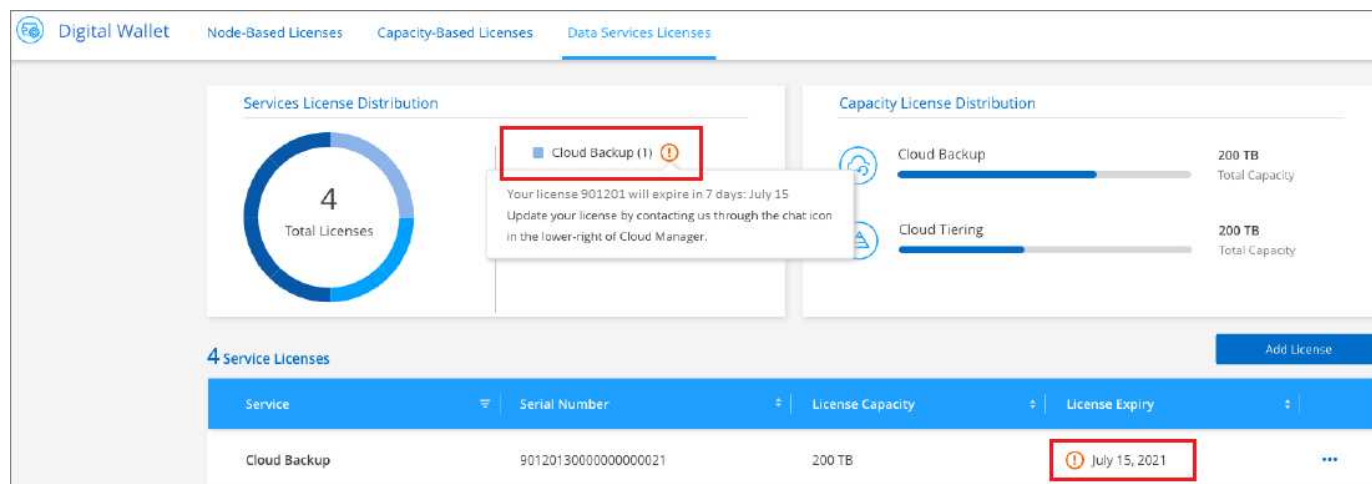 Digital Wallet Node-Based Licenses Capacity-Based Licenses Data Services Licenses
Services License Distribution
4
Total Licenses
Cloud Backup (1)
Your license 901201 will expire in 7 days: July 15
Update your license by contacting us through the chat icon
in the lower-right of Cloud Manager.
Capacity License Distribution
Cloud Backup
200 TB
Total Capacity
Cloud Tiering
200 TB
Total Capacity
4 Service Licenses
Add License
Service Serial Number License Capacity License Expiry
Cloud Backup 90120130000000000021 200 TB July 15, 2021